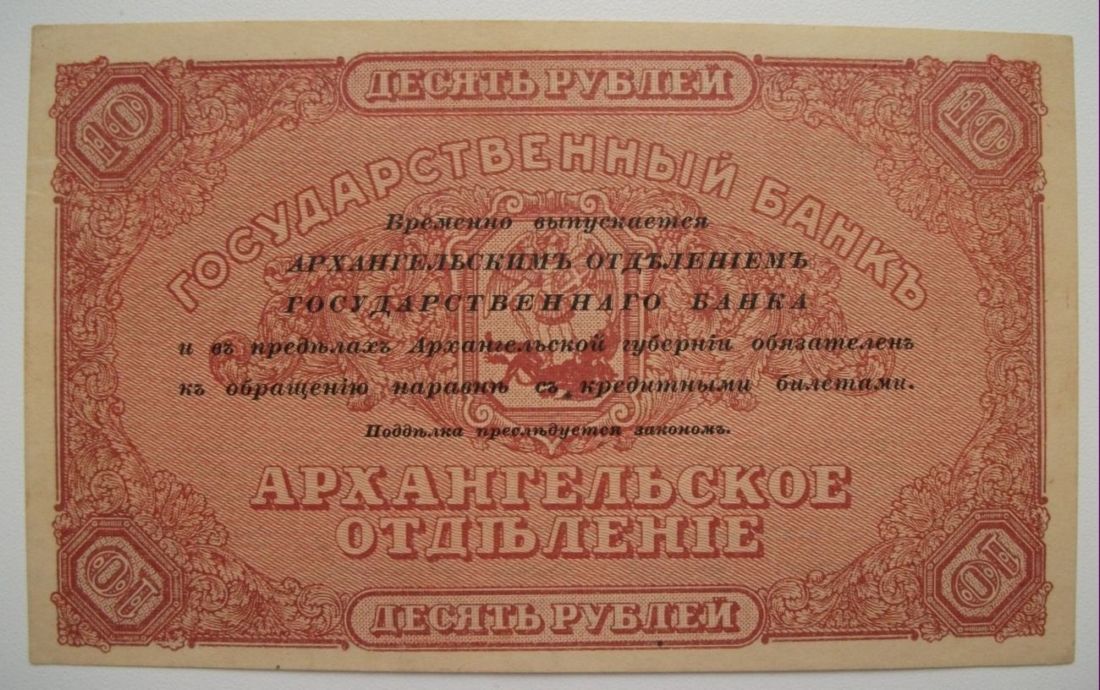 10 ДЕСЯТЬ РУБЛЕЙ 10
ГОСУДАРСТВЕННЫЙ БАНКЪ
Временно выпускается
АРХАНГЕЛЬСКИМЪ ОТДѢЛЕНІЕМЪ
ГОСУДАРСТВЕННАГО БАНКА
и въ предѣлахъ Архангельской губерніи обязателенъ
къ обращенію наравнѣ съ кредитными билетами.
Поддѣлка преслѣдуется закономъ.
АРХАНГЕЛЬСКОЕ
ОТДѢЛЕНІЕ
10 ДЕСЯТЬ РУБЛЕЙ 10